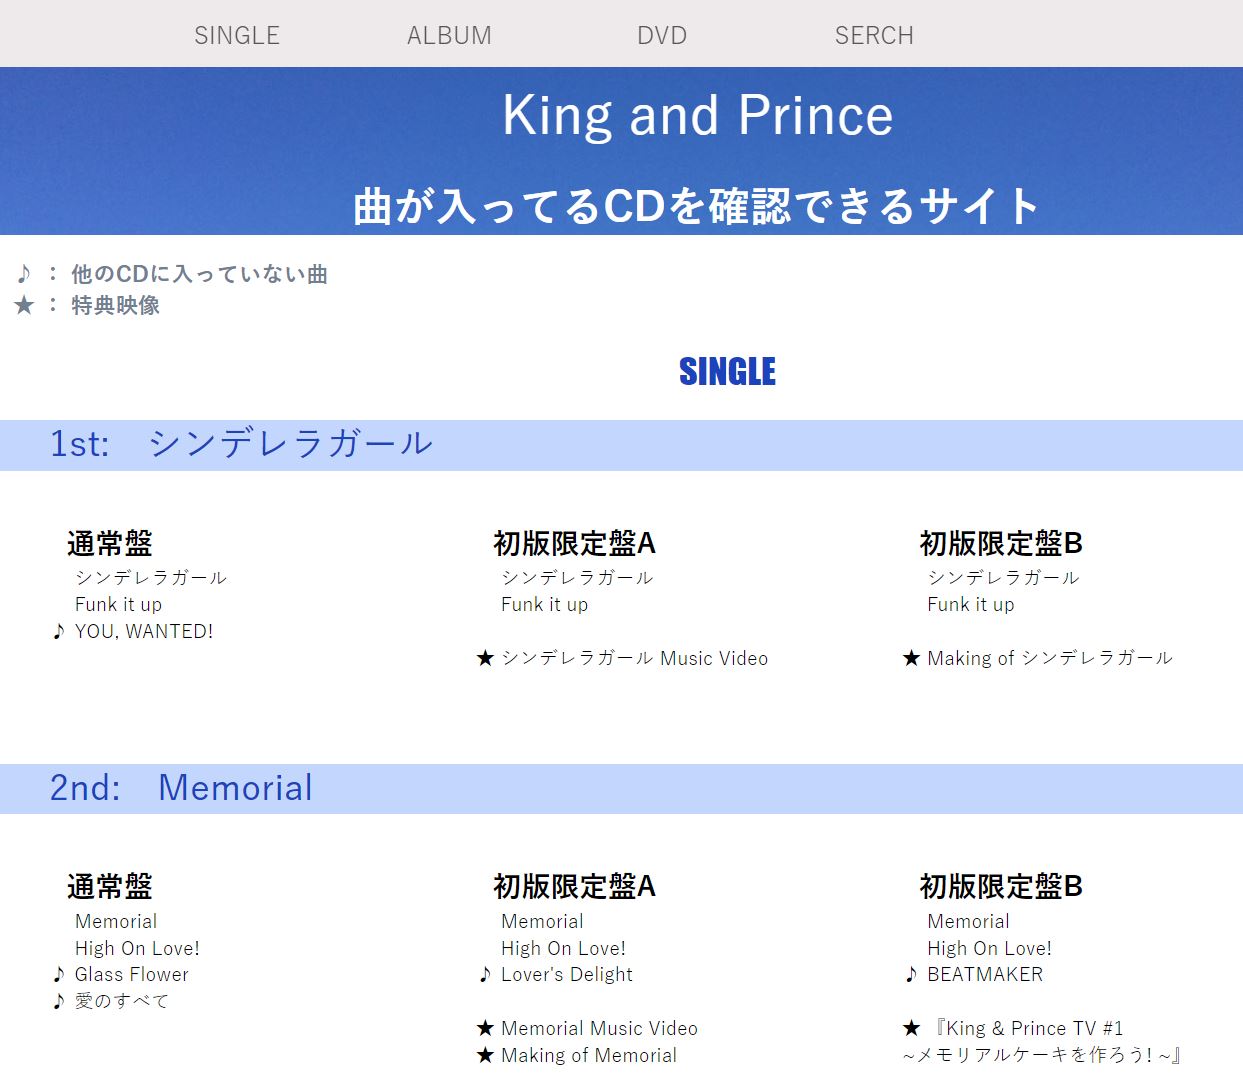 SINGLE ALBUM DVD SERCH
King and Prince
曲が入ってるCDを確認できるサイト
♪ : 他のCDに入っていない曲
★ : 特典映像
SINGLE
1st: シンデレラガール
通常盤
シンデレラガール
Funk it up
♪ YOU, WANTED!
初版限定盤A
シンデレラガール
Funk it up
★ シンデレラガール Music Video
初版限定盤B
シンデレラガール
Funk it up
★ Making of シンデレラガール
2nd: Memorial
通常盤
Memorial
High On Love!
♪ Glass Flower
♪ 愛のすべて
初版限定盤A
Memorial
High On Love!
♪ Lover's Delight
★ Memorial Music Video
★ Making of Memorial
初版限定盤B
Memorial
High On Love!
♪ BEATMAKER
★ 『King & Prince TV #1
~メモリアルケーキを作ろう! ~』